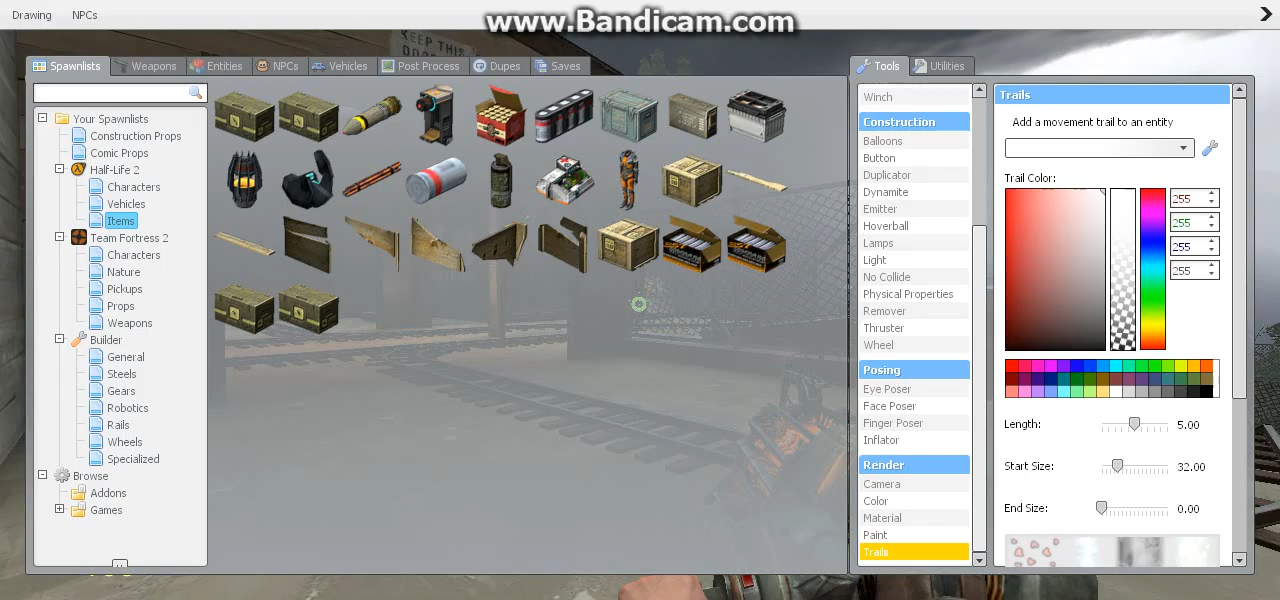 Drawing NPCs
www.Bandicam.com
KEEP THIS
Spawnlists Weapons Entities NPCs Vehicles Post Process Dupes Saves
Your Spawnlists
Construction Props
Comic Props
Half-Life 2
Characters
Vehicles
Items
Team Fortress 2
Characters
Nature
Pickups
Props
Weapons
Builder
General
Steels
Gears
Robotics
Rails
Wheels
Specialized
Browse
Addons
Games
Tools Utilities
Winch
Construction
Balloons
Button
Duplicator
Dynamite
Emitter
Hoverball
Lamps
Light
No Collide
Physical Properties
Remover
Thruster
Wheel
Posing
Eye Poser
Face Poser
Finger Poser
Inflator
Render
Camera
Color
Material
Paint
Trails
Trails
Add a movement trail to an entity
Trail Color:
255
255
255
255
Length: 5.00
Start Size: 32.00
End Size: 0.00